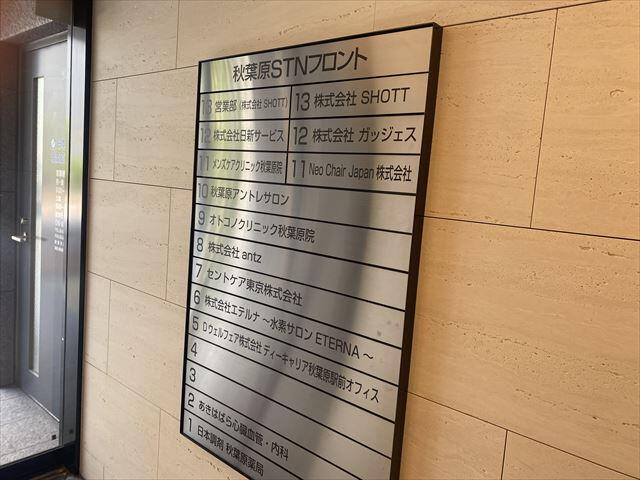 秋葉原STNフロント
13 営業部（株式会社 SHOTT） 13 株式会社 SHOTT
12 株式会社日新サービス 12 株式会社 ガッジェス
11 メンズケアクリニック秋葉原院 11 Neo Chair Japan 株式会社
10 秋葉原アントレサロン
9 オトコノクリニック秋葉原院
8 株式会社 antz
7 セントケア東京株式会社
6 株式会社エテルナ ～水素サロン ETERNA～
5 Dウェルフェア株式会社 ディーキャリア秋葉原駅前オフィス
4
3
2 あきはばら心臓血管・内科
1 日本調剤 秋葉原薬局